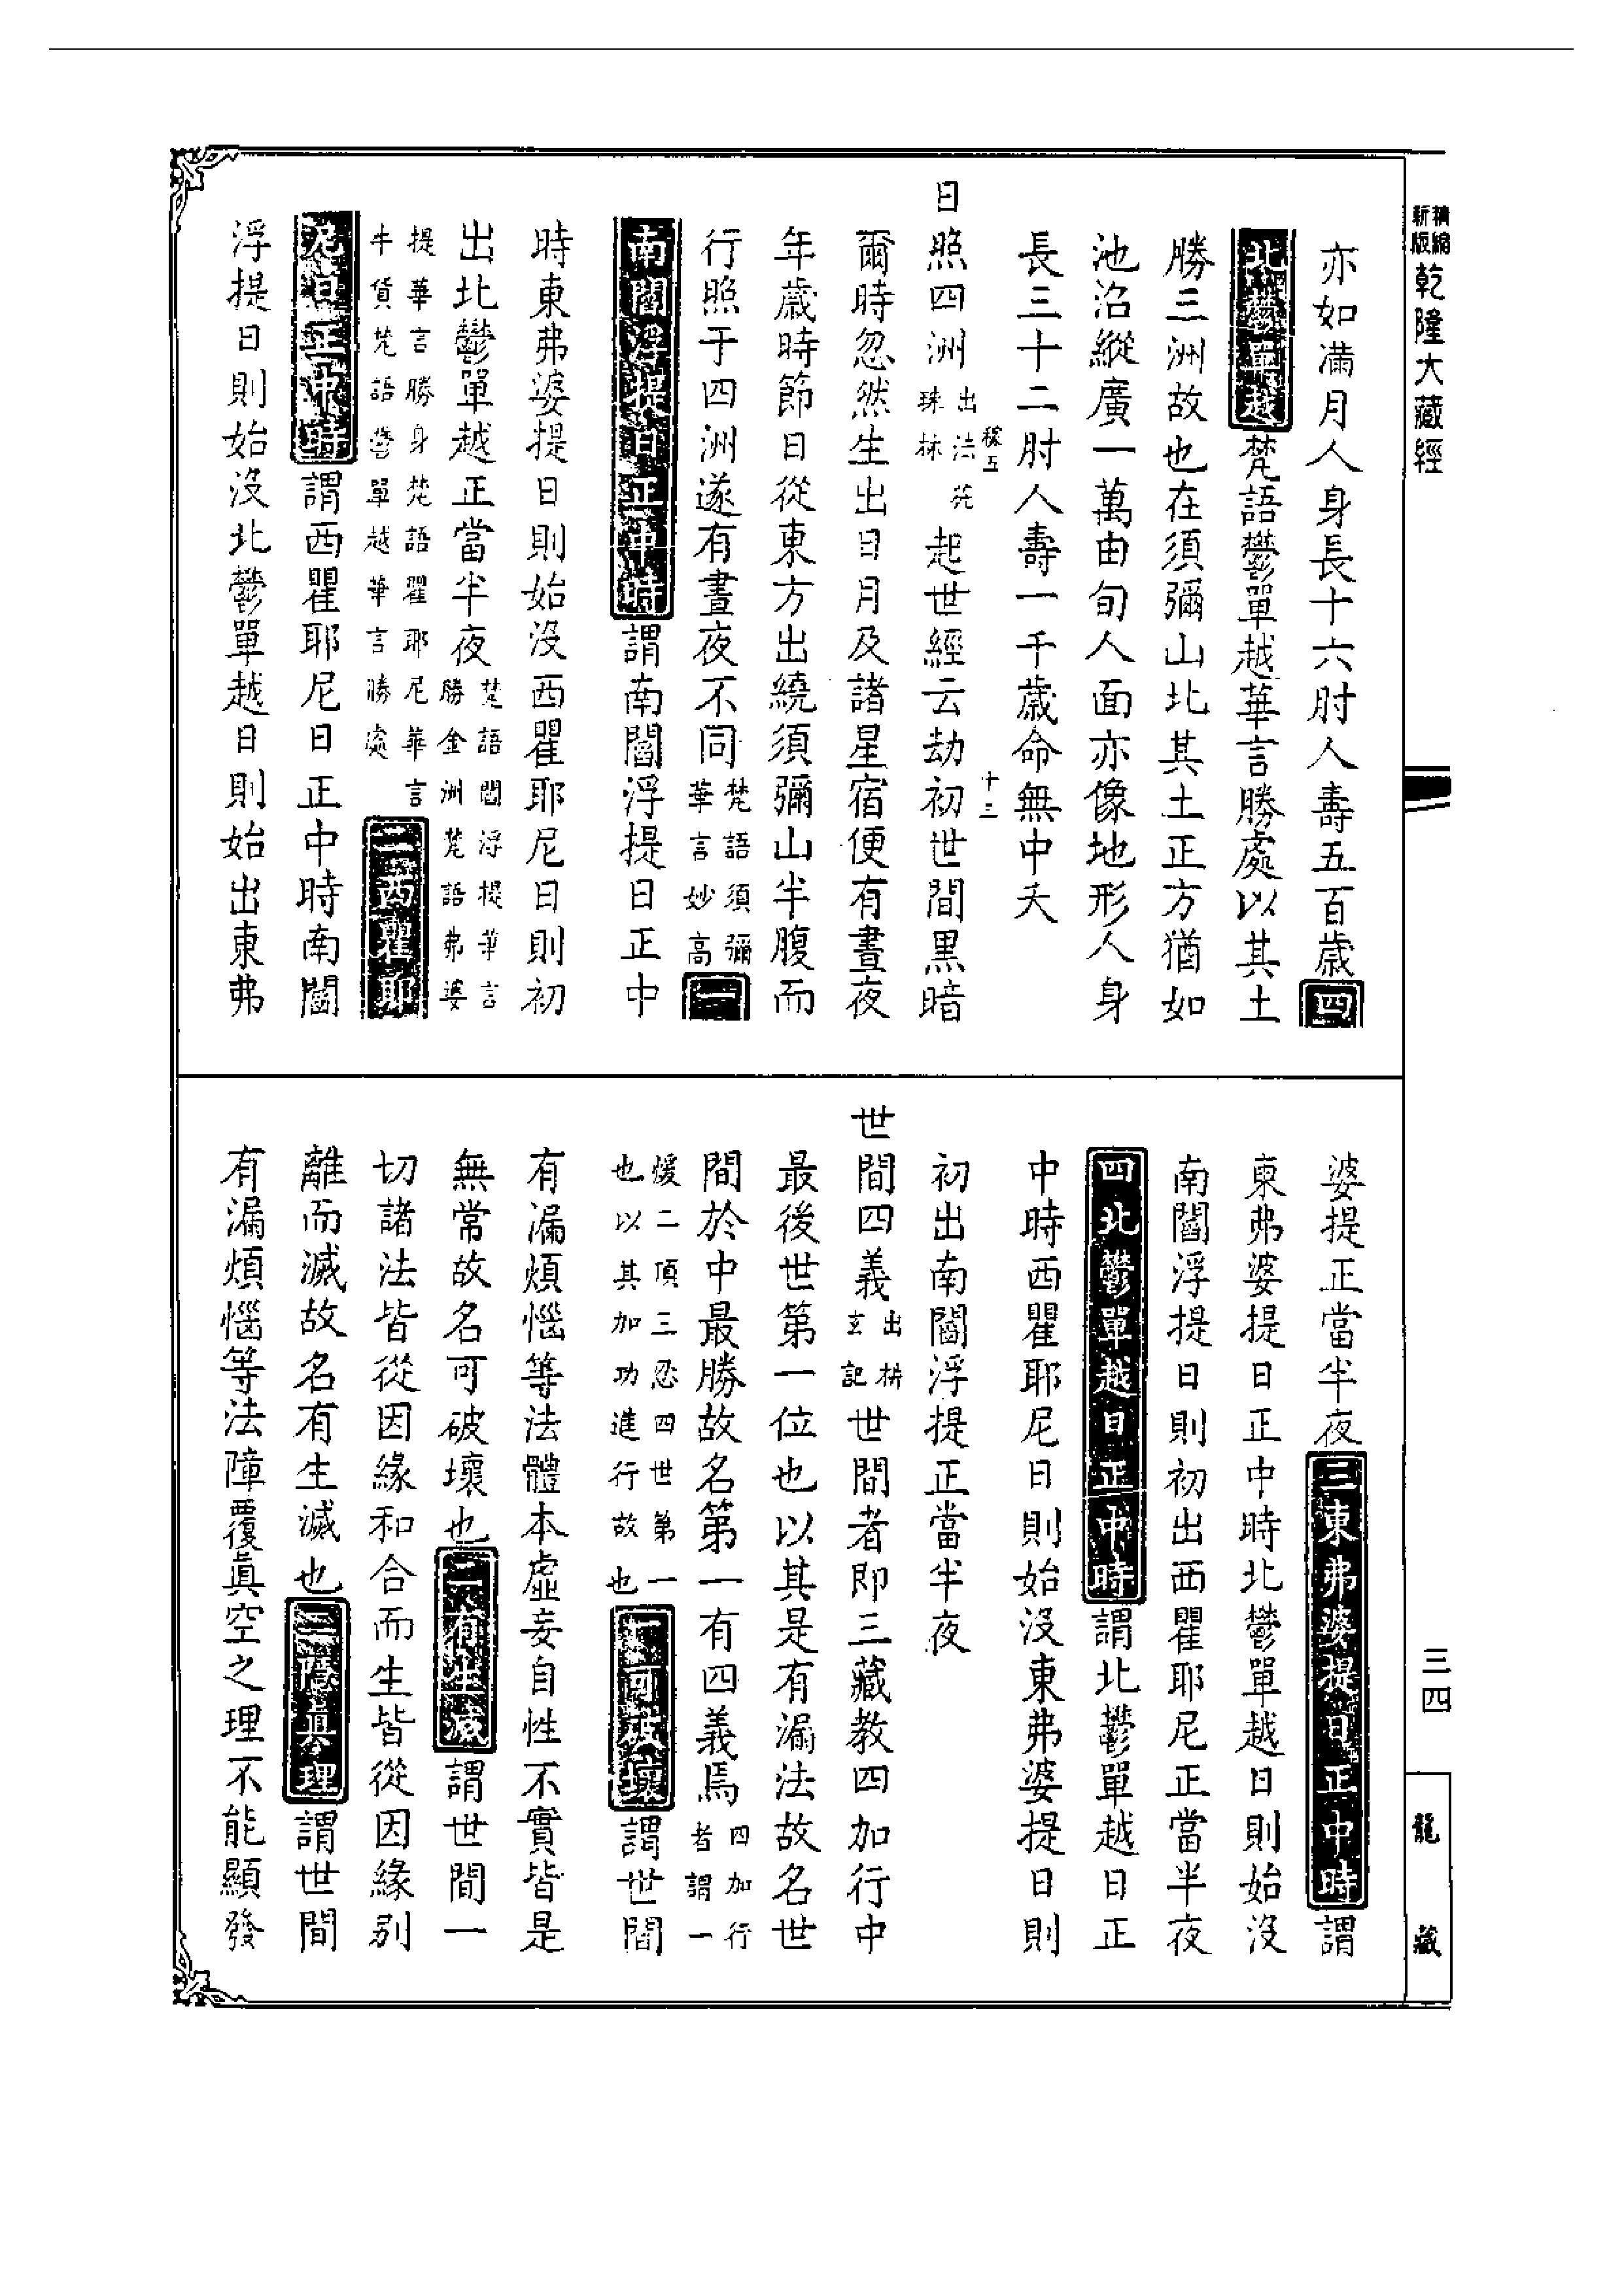 精縮新版乾隆大藏經
亦如滿月人身長十六肘人壽五百歲四
北鬱單越梵語鬱單越華言勝處以其土
勝三洲故也在須彌山北其土正方猶如
池沼縱廣一萬由旬人面亦像地形人身
長三十二肘人壽一千歲命無中夭
稼五 十三
日照四洲出法苑珠林起世經云劫初世間黑暗
爾時忽然生出日月及諸星宿便有晝夜
年歲時節日從東方出繞須彌山半腹而
行照于四洲遂有晝夜不同梵語須彌華言妙高一
南閻浮提日正中時謂南閻浮提日正中
時東弗婆提日則始沒西瞿耶尼日則初
出北鬱單越正當半夜梵語閻浮提華言勝金洲梵語弗婆
提華言勝身梵語瞿耶尼華言牛貨梵語鬱單越華言勝處二西瞿耶
尼日正中時謂西瞿耶尼日正中時南閻
浮提日則始沒北鬱單越日則始出東弗
婆提正當半夜三東弗婆提日正中時謂
東弗婆提日正中時北鬱單越日則始沒
南閻浮提日則初出西瞿耶尼正當半夜
四北鬱單越日正中時謂北鬱單越日正
中時西瞿耶尼日則始沒東弗婆提日則
初出南閻浮提正當半夜
世間四義出析玄記世間者即三藏教四加行中
最後世第一位也以其是有漏法故名世
間於中最勝故名第一有四義焉四加行者謂一
煖二頂三忍四世第一也以其加功進行故也一可破壞謂世間
有漏煩惱等法體本虛妄自性不實皆是
無常故名可破壞也二有生滅謂世間一
切諸法皆從因緣和合而生皆從因緣別
離而滅故名有生滅也三障真理謂世間
有漏煩惱等法障覆眞空之理不能顯發
三四
龍藏